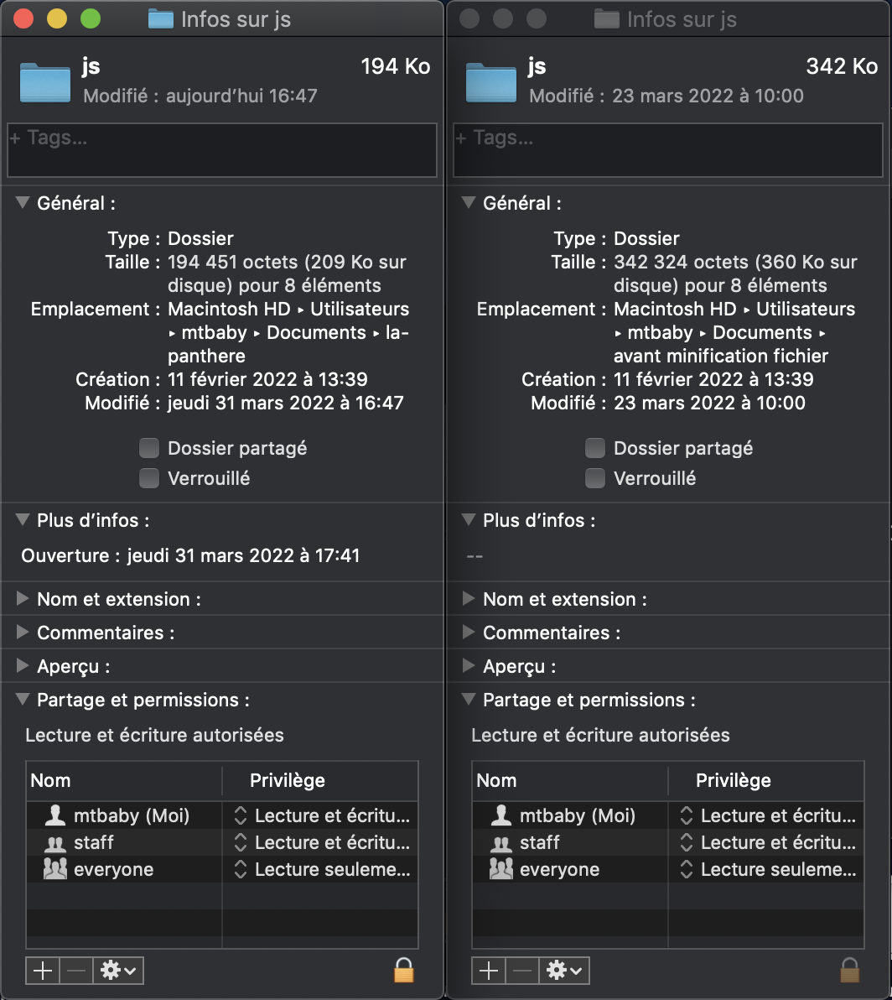 Infos sur js
js
194 Ko
Modifié : aujourd’hui 16:47
+ Tags...
Général :
Type : Dossier
Taille : 194 451 octets (209 Ko sur
disque) pour 8 éléments
Emplacement : Macintosh HD ▸ Utilisateurs
▸ mtbaby ▸ Documents ▸ la-
panthere
Création : 11 février 2022 à 13:39
Modifié : jeudi 31 mars 2022 à 16:47
Dossier partagé
Verrouillé
Plus d’infos :
Ouverture : jeudi 31 mars 2022 à 17:41
Nom et extension :
Commentaires :
Aperçu :
Partage et permissions :
Lecture et écriture autorisées
Nom Privilège
mtbaby (Moi) Lecture et écritu...
staff Lecture et écritu...
everyone Lecture seuleme...
Infos sur js
js
342 Ko
Modifié : 23 mars 2022 à 10:00
+ Tags...
Général :
Type : Dossier
Taille : 342 324 octets (360 Ko sur
disque) pour 8 éléments
Emplacement : Macintosh HD ▸ Utilisateurs
▸ mtbaby ▸ Documents ▸
avant minification fichier
Création : 11 février 2022 à 13:39
Modifié : 23 mars 2022 à 10:00
Dossier partagé
Verrouillé
Plus d’infos :
--
Nom et extension :
Commentaires :
Aperçu :
Partage et permissions :
Lecture et écriture autorisées
Nom Privilège
mtbaby (Moi) Lecture et écritu...
staff Lecture et écritu...
everyone Lecture seuleme...